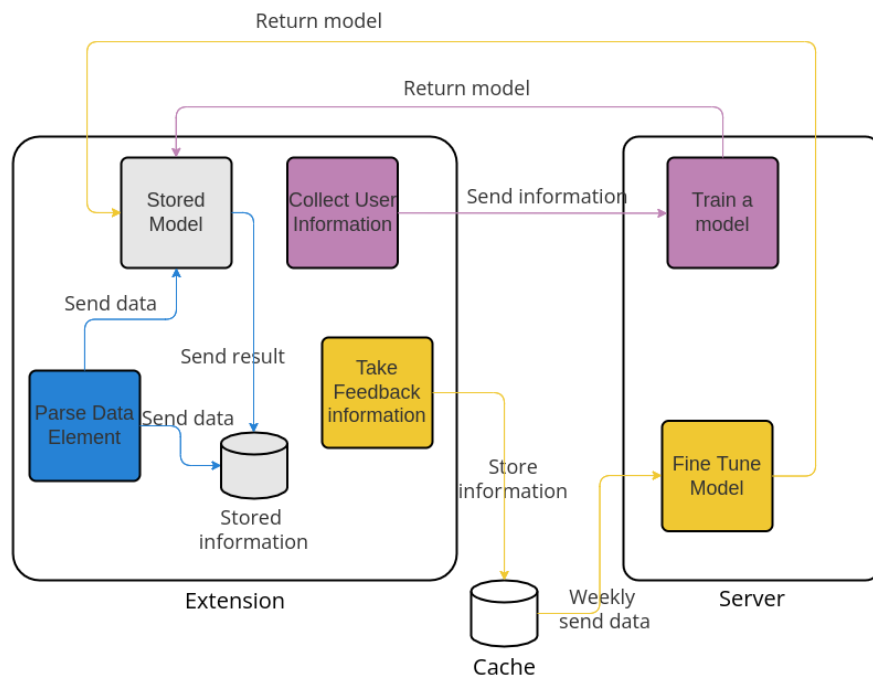 Return model
Return model
Stored
Model
Collect User
Information
Send information
Train a
model
Send data
Send result
Take
Feedback
information
Parse Data
Element
Send data
Fine Tune
Model
Store
information
Stored
information
Extension
Weekly
send data
Server
Cache